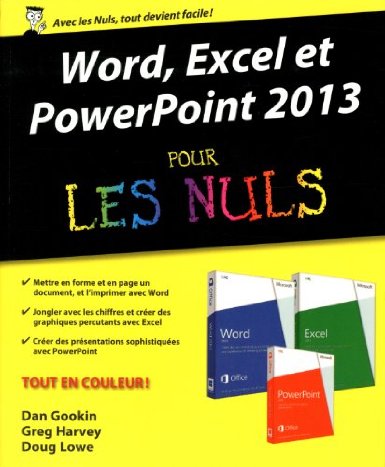 Avec les Nuls, tout devient facile !
Word, Excel et
PowerPoint 2013
POUR
LES NULS
✓ Mettre en forme et en page un
document, et l'imprimer avec Word
✓ Jongler avec les chiffres et créer des
graphiques percutants avec Excel
✓ Créer des présentations sophistiquées
avec PowerPoint
TOUT EN COULEUR !
Dan Gookin
Greg Harvey
Doug Lowe
Microsoft
Word
Office
Microsoft
Excel
Office
PowerPoint
Office